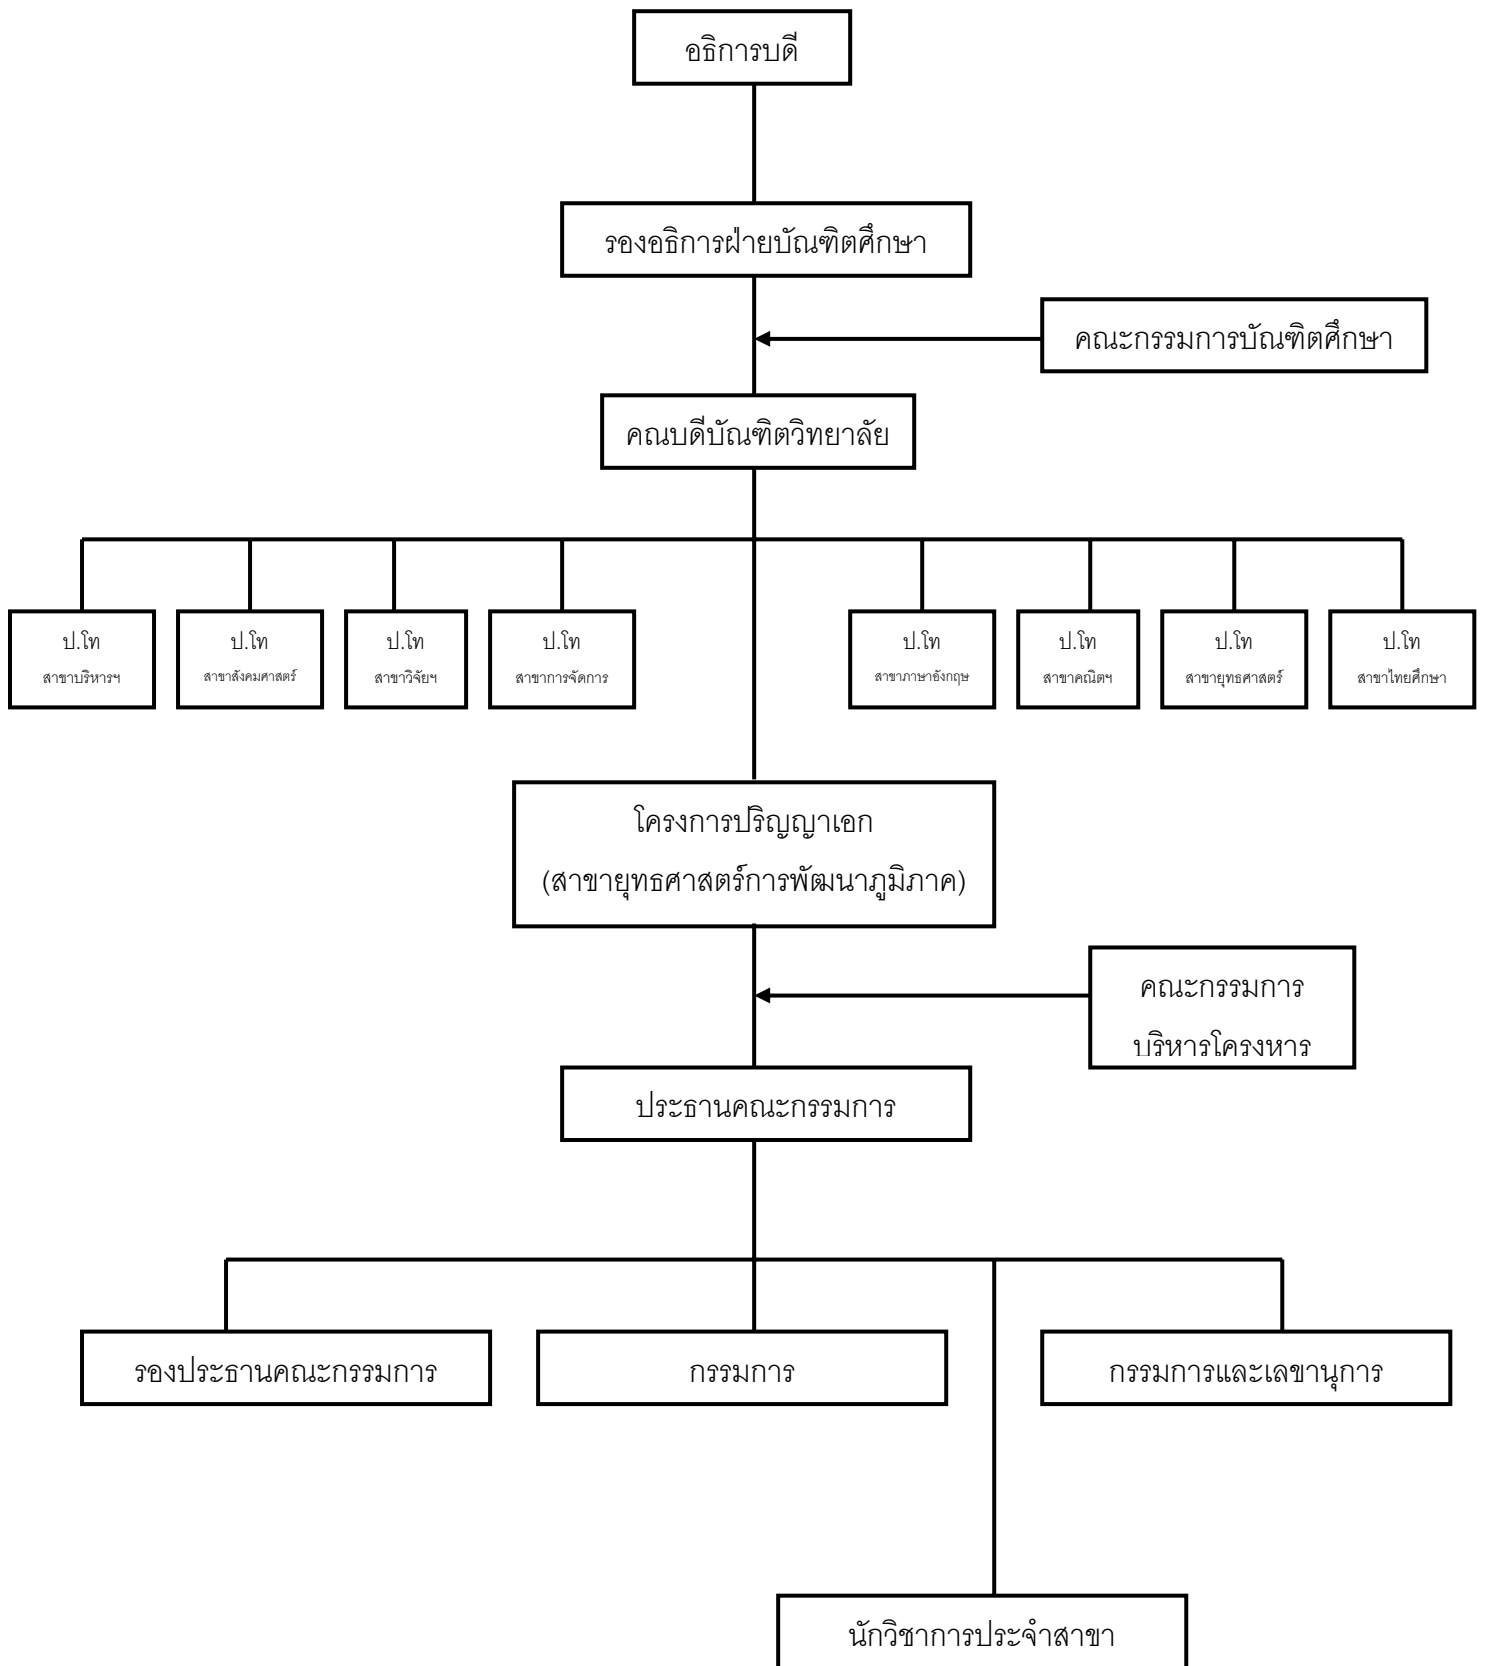 อธิการบดี
รองอธิการฝ่ายบัณฑิตศึกษา
คณะกรรมการบัณฑิตศึกษา
คณบดีบัณฑิตวิทยาลัย
ป.โท
สาขาบริหารฯ
ป.โท
สาขาสังคมศาสตร์
ป.โท
สาขาวิจัยฯ
ป.โท
สาขาการจัดการ
ป.โท
สาขาภาษาอังกฤษ
ป.โท
สาขาคณิตฯ
ป.โท
สาขายุทธศาสตร์
ป.โท
สาขาไทยศึกษา
โครงการปริญญาเอก
(สาขายุทธศาสตร์การพัฒนาภูมิภาค)
คณะกรรมการ
บริหารโครงหาร
ประธานคณะกรรมการ
รองประธานคณะกรรมการ
กรรมการ
กรรมการและเลขานุการ
นักวิชาการประจำสาขา